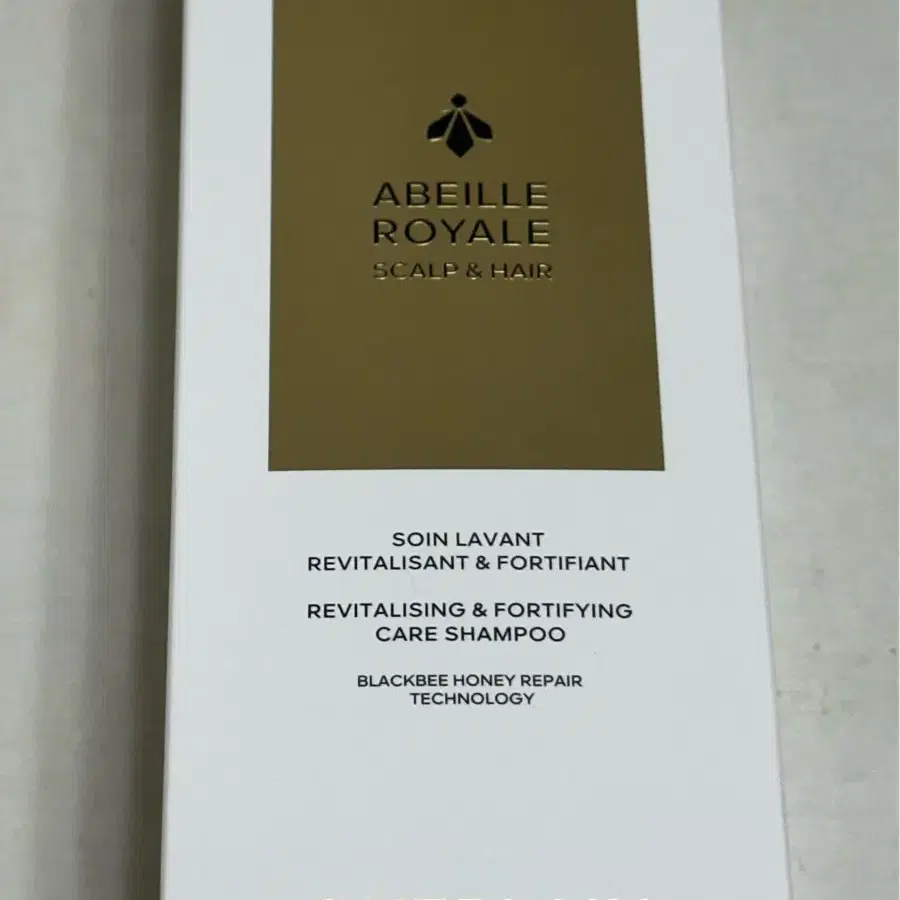 ABEILLE
ROYALE
SCALP & HAIR
SOIN LAVANT
REVITALISANT & FORTIFIANT
REVITALISING & FORTIFYING
CARE SHAMPOO
BLACKBEE HONEY REPAIR
TECHNOLOGY